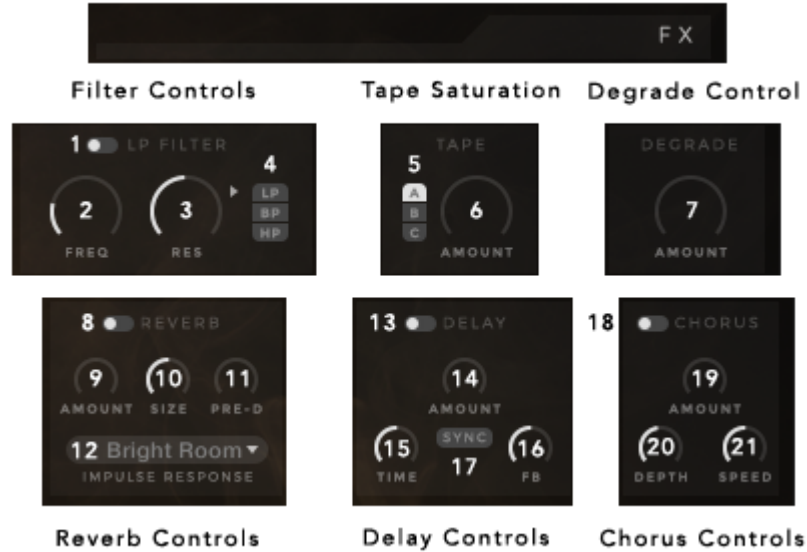 FX
Filter Controls Tape Saturation Degrade Control
1 LP FILTER
2 FREQ
3 RES
4 LP BP HP
TAPE
5 A B C
6 AMOUNT
DEGRADE
7 AMOUNT
8 REVERB
9 AMOUNT
10 SIZE
11 PRE-D
12 Bright Room
IMPULSE RESPONSE
13 DELAY
14 AMOUNT
15 TIME
SYNC 17
16 FB
18 CHORUS
19 AMOUNT
20 DEPTH
21 SPEED
Reverb Controls Delay Controls Chorus Controls